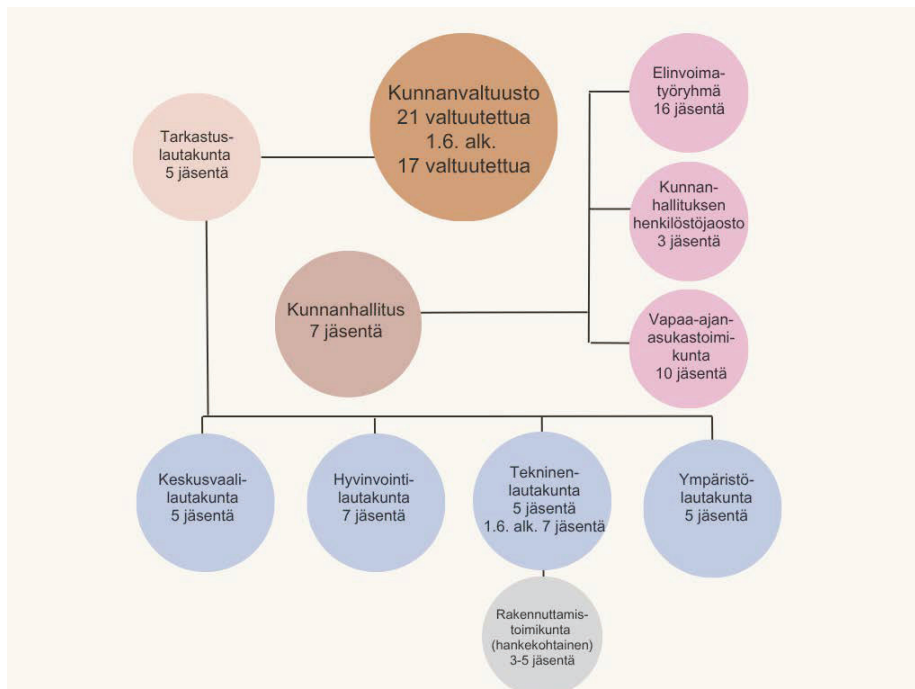 Kunnanvaltuusto
21 valtuutettua
1.6. alk.
17 valtuutettua
Tarkastus-
lautakunta
5 jäsentä
Elinvoima-
työryhmä
16 jäsentä
Kunnan-
hallituksen
henkilöstöjaosto
3 jäsentä
Kunnanhallitus
7 jäsentä
Vapaa-ajan-
asukastoimi-
kunta
10 jäsentä
Keskusvaali-
lautakunta
5 jäsentä
Hyvinvointi-
lautakunta
7 jäsentä
Tekninen-
lautakunta
5 jäsentä
1.6. alk. 7 jäsentä
Ympäristö-
lautakunta
5 jäsentä
Rakennuttamis-
toimikunta
(hankekohtainen)
3-5 jäsentä